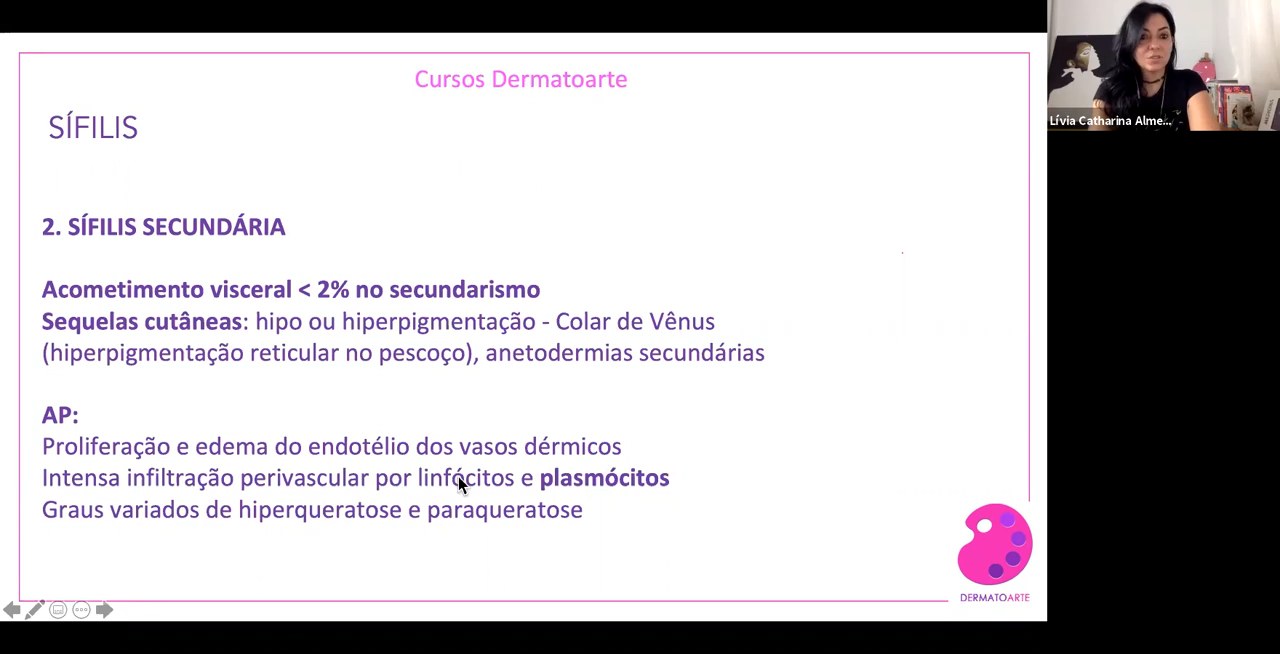 Cursos Dermatoarte
SÍFILIS
2. SÍFILIS SECUNDÁRIA
Acometimento visceral < 2% no secundarismo
Sequelas cutâneas: hipo ou hiperpigmentação - Colar de Vênus
(hiperpigmentação reticular no pescoço), anetodermias secundárias
AP:
Proliferação e edema do endotélio dos vasos dérmicos
Intensa infiltração perivascular por linfócitos e plasmócitos
Graus variados de hiperqueratose e paraqueratose
DERMATOARTE
Lívia Catharina Alme...